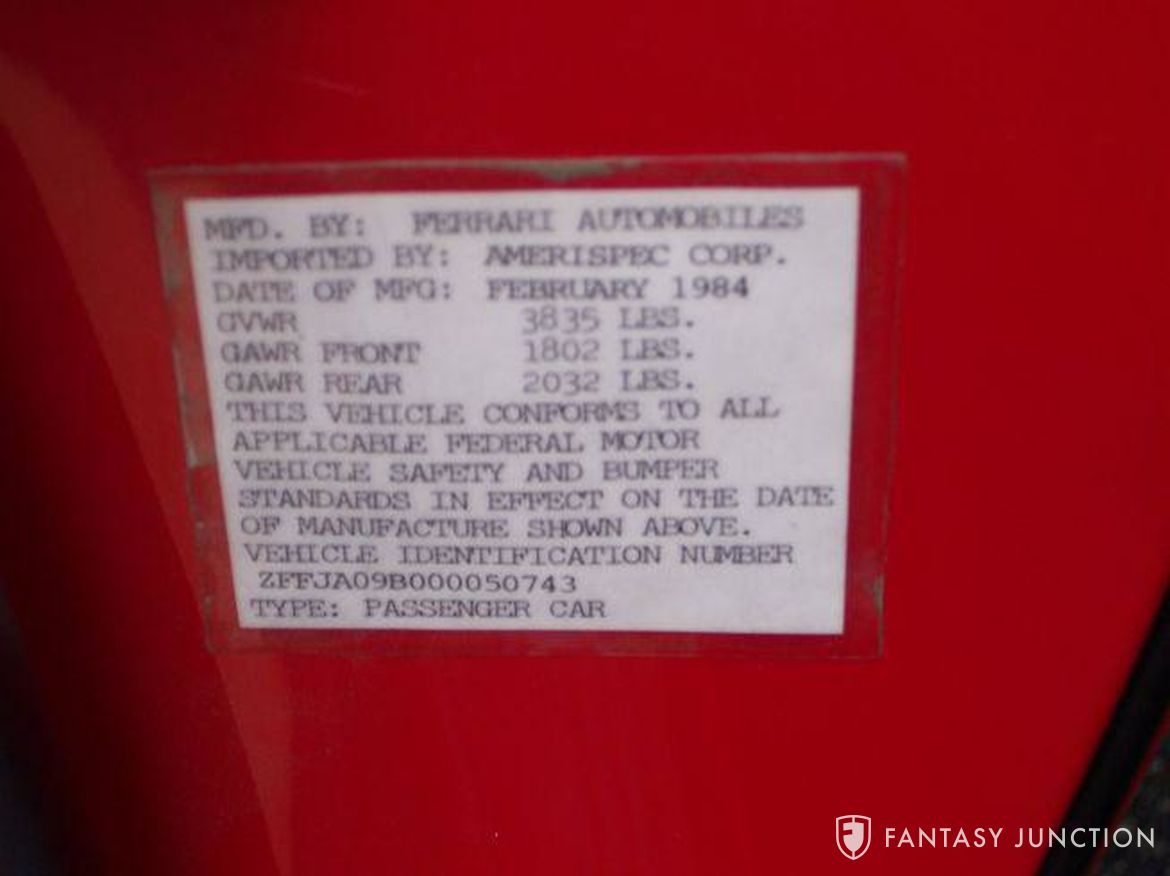 MFD. BY: FERRARI AUTOMOBILES
IMPORTED BY: AMERISPEC CORP.
DATE OF MFG: FEBRUARY 1984
GVWR 3835 LBS.
GAWR FRONT 1802 LBS.
GAWR REAR 2032 LBS.
THIS VEHICLE CONFORMS TO ALL
APPLICABLE FEDERAL MOTOR
VEHICLE SAFETY AND BUMPER
STANDARDS IN EFFECT ON THE DATE
OF MANUFACTURE SHOWN ABOVE.
VEHICLE IDENTIFICATION NUMBER
ZFFJA09B000050743
TYPE: PASSENGER CAR
FANTASY JUNCTION